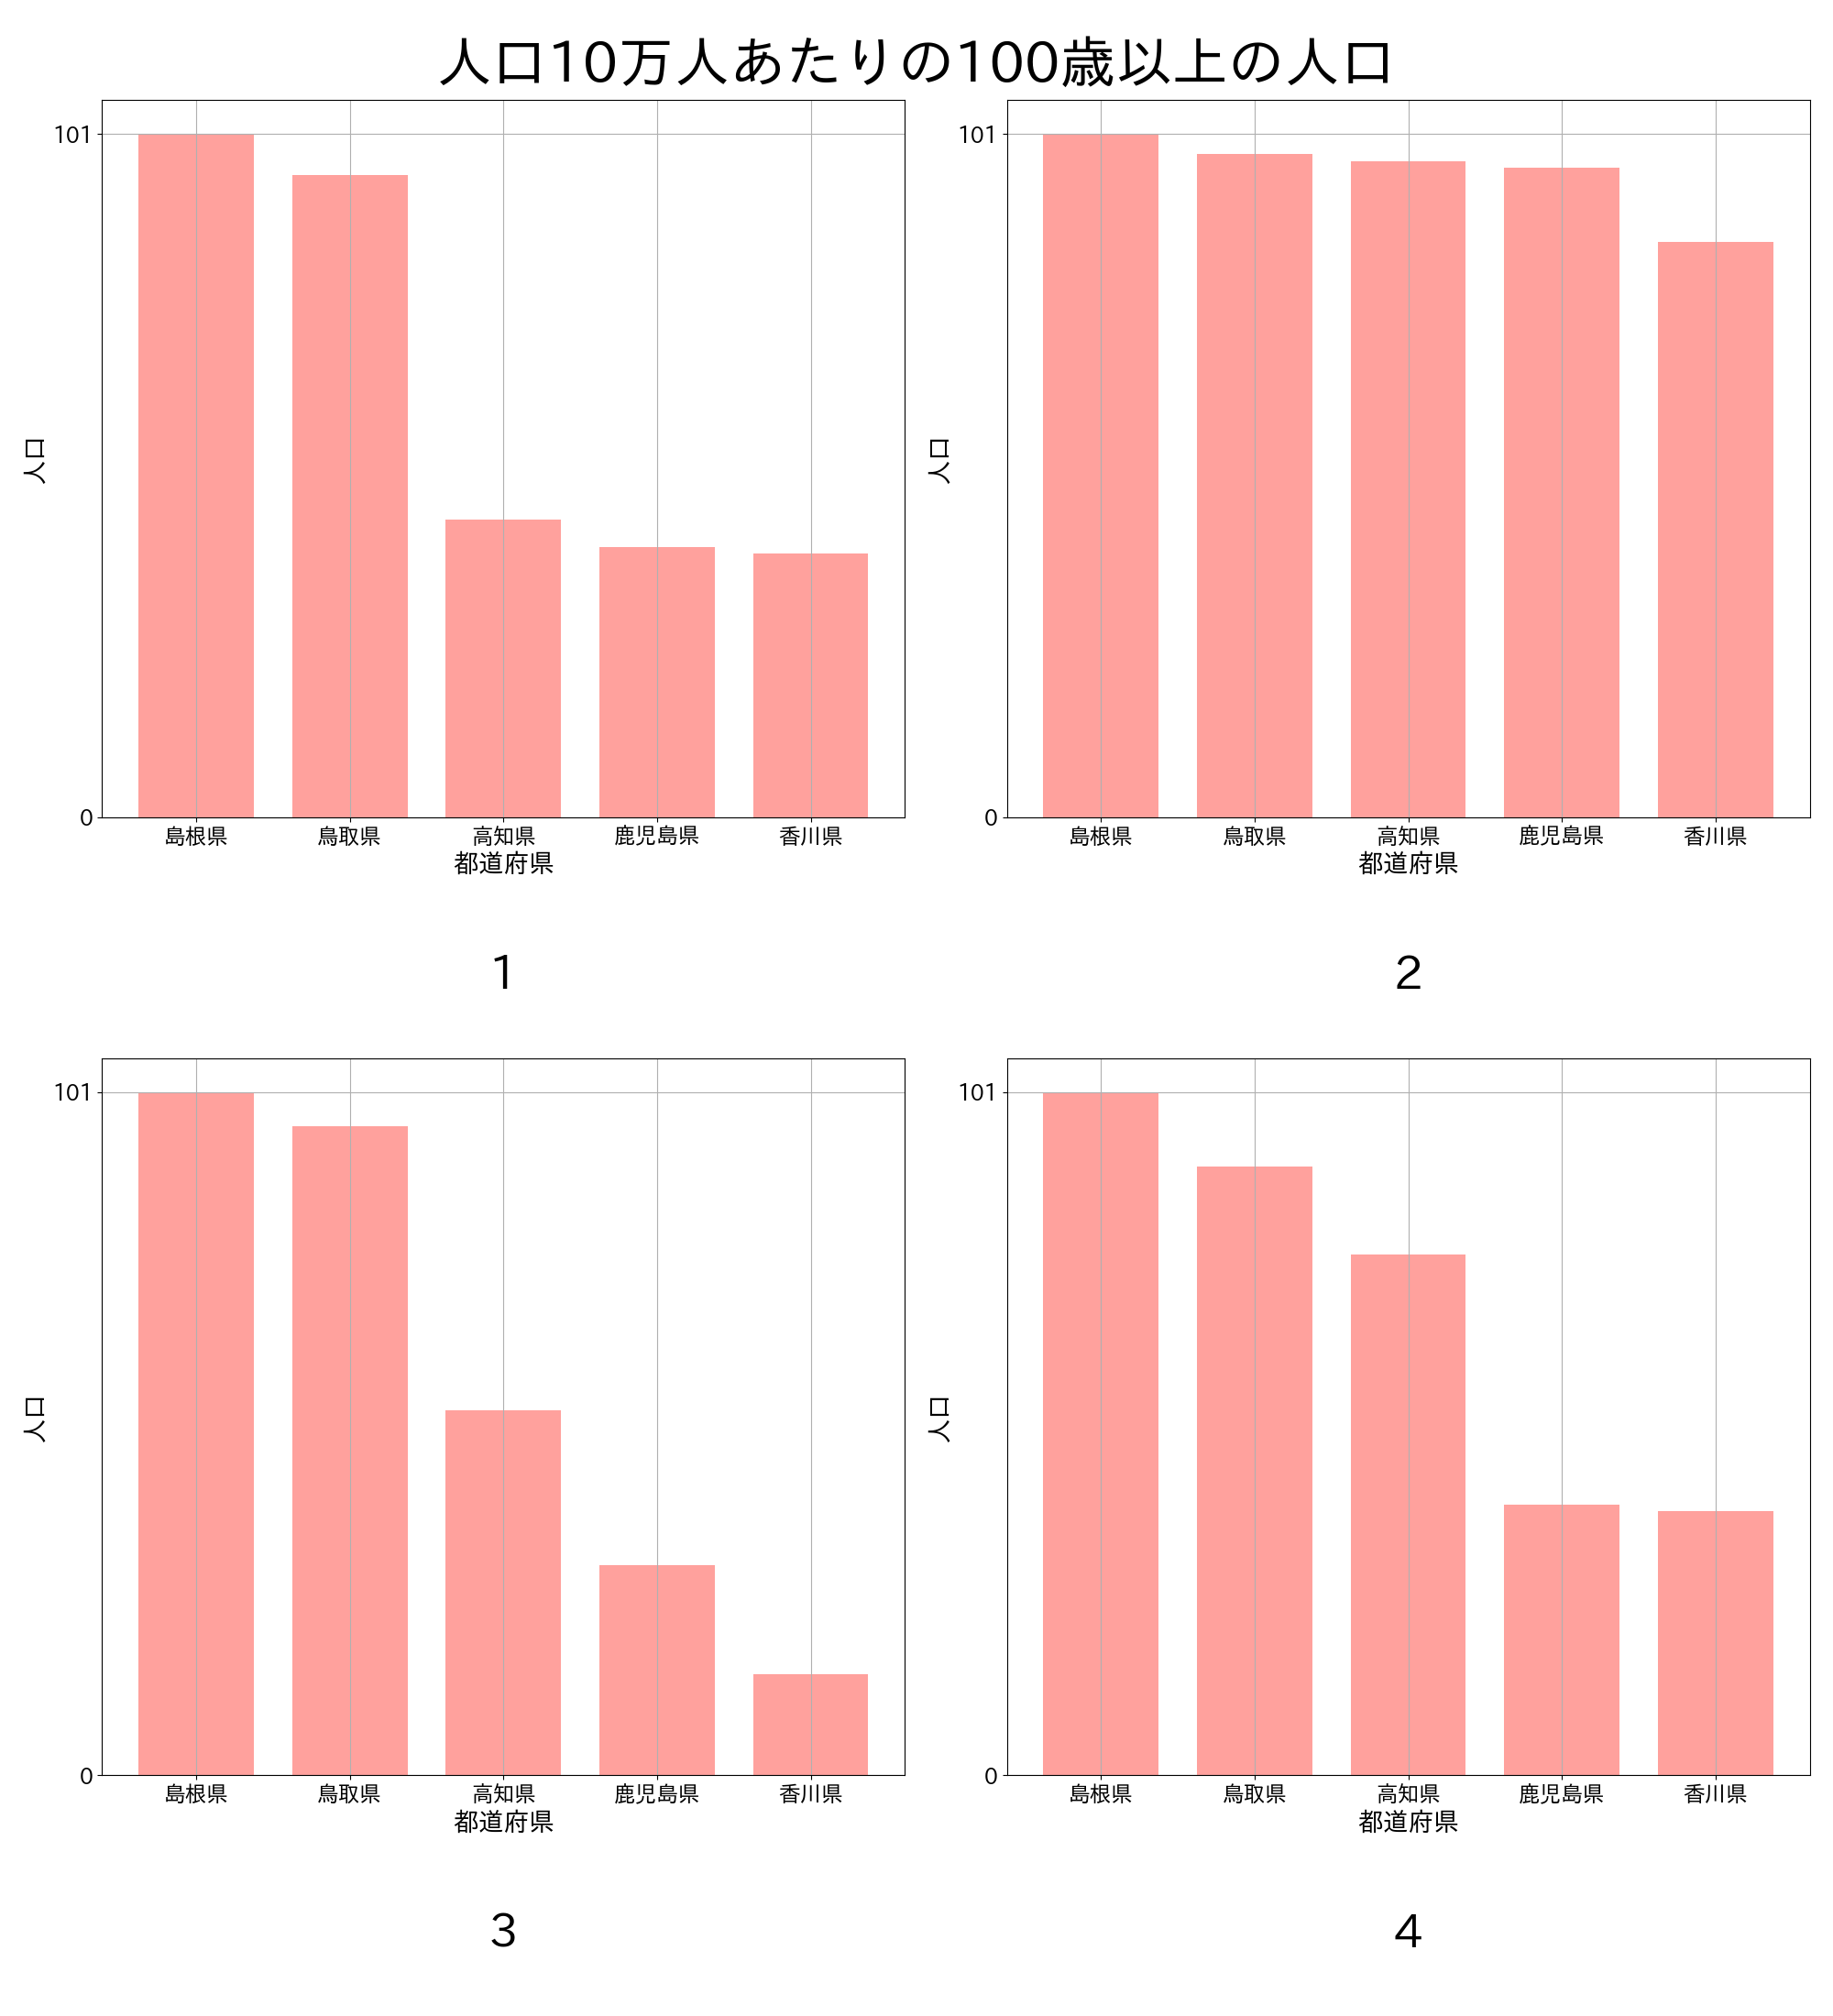 人口10万人あたりの100歳以上の人口
101
0
人口
島根県 鳥取県 高知県 鹿児島県 香川県
都道府県
1
101
0
人口
島根県 鳥取県 高知県 鹿児島県 香川県
都道府県
2
101
0
人口
島根県 鳥取県 高知県 鹿児島県 香川県
都道府県
3
101
0
人口
島根県 鳥取県 高知県 鹿児島県 香川県
都道府県
4